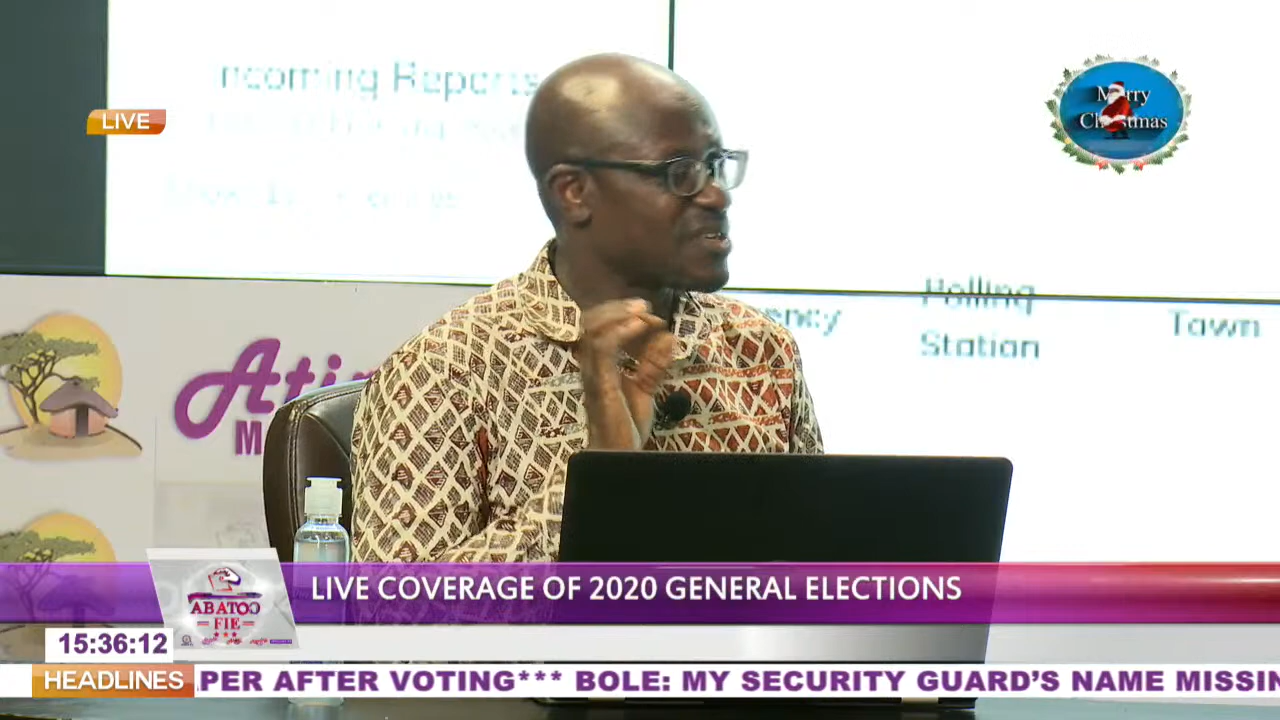 Incoming Reports
LIVE
Merry
Christmas
Polling
Station
Town
LIVE COVERAGE OF 2020 GENERAL ELECTIONS
ABATOO
FIE
15:36:12
HEADLINES
PER AFTER VOTING*** BOLE: MY SECURITY GUARD'S NAME MISSIN